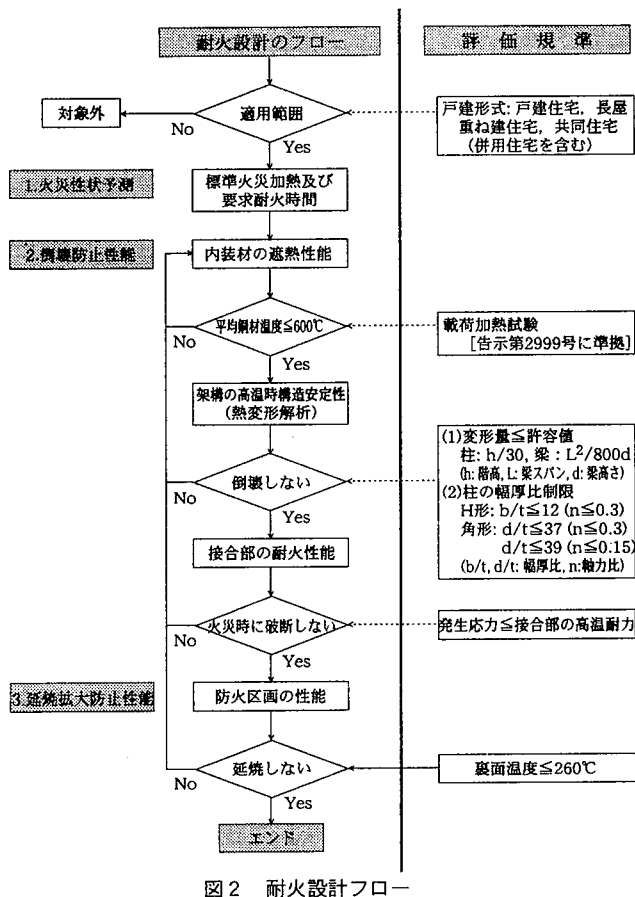 耐火設計のフロー
評価規準
適用範囲
対象外
No
Yes
戸建形式: 戸建住宅, 長屋
重ね建住宅, 共同住宅
(併用住宅を含む)
1.火災性状予測
標準火災加熱及び
要求耐火時間
2.倒壊防止性能
内装材の遮熱性能
平均鋼材温度≦600℃
No
Yes
載荷加熱試験
[告示第2999号に準拠]
架構の高温時構造安定性
(熱変形解析)
倒壊しない
No
Yes
(1)変形量≦許容値
柱: h/30, 梁: L²/800d
(h: 階高, L: 梁スパン, d: 梁高さ)
(2)柱の幅厚比制限
H形: b/t≦12 (n≦0.3)
角形: d/t≦37 (n≦0.3)
d/t≦39 (n≦0.15)
(b/t, d/t: 幅厚比, n: 軸力比)
接合部の耐火性能
火災時に破断しない
No
Yes
発生応力≦接合部の高温耐力
3.延焼拡大防止性能
防火区画の性能
延焼しない
No
Yes
裏面温度≦260℃
エンド
図2 耐火設計フロー